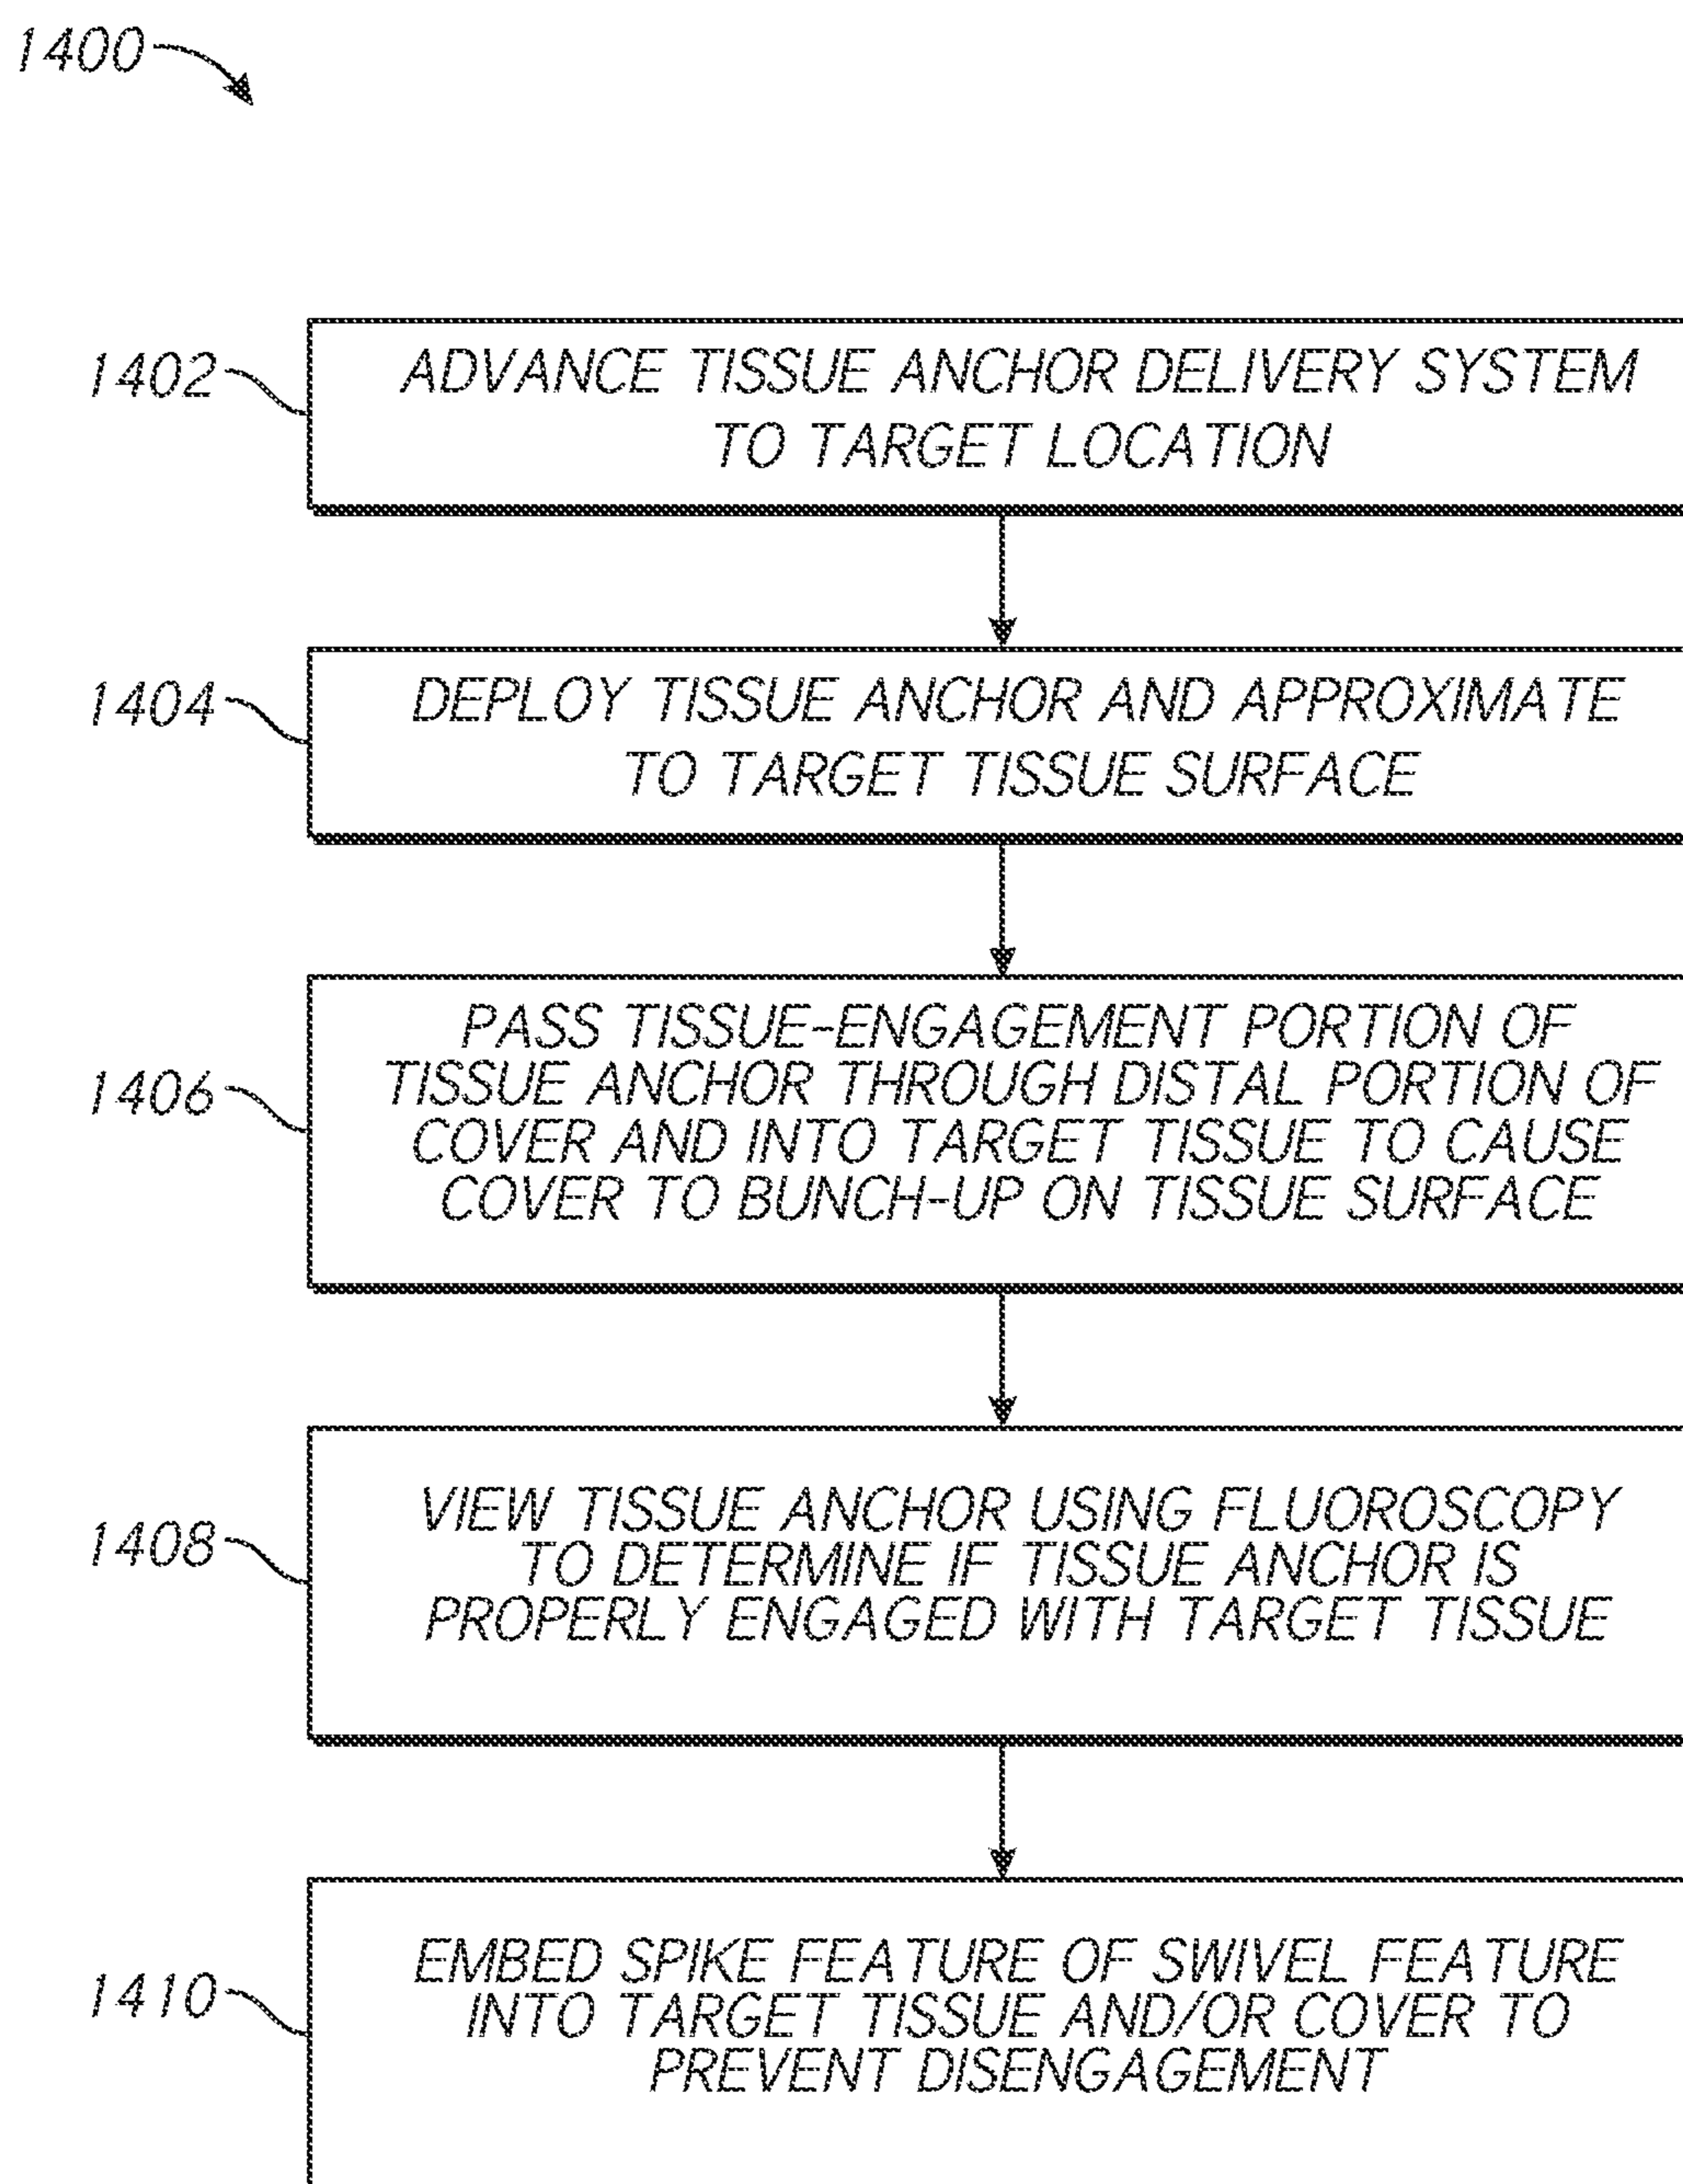 1400
1402
ADVANCE TISSUE ANCHOR DELIVERY SYSTEM
TO TARGET LOCATION
1404
DEPLOY TISSUE ANCHOR AND APPROXIMATE
TO TARGET TISSUE SURFACE
1406
PASS TISSUE-ENGAGEMENT PORTION OF
TISSUE ANCHOR THROUGH DISTAL PORTION OF
COVER AND INTO TARGET TISSUE TO CAUSE
COVER TO BUNCH-UP ON TISSUE SURFACE
1408
VIEW TISSUE ANCHOR USING FLUOROSCOPY
TO DETERMINE IF TISSUE ANCHOR IS
PROPERLY ENGAGED WITH TARGET TISSUE
1410
EMBED SPIKE FEATURE OF SWIVEL FEATURE
INTO TARGET TISSUE AND/OR COVER TO
PREVENT DISENGAGEMENT